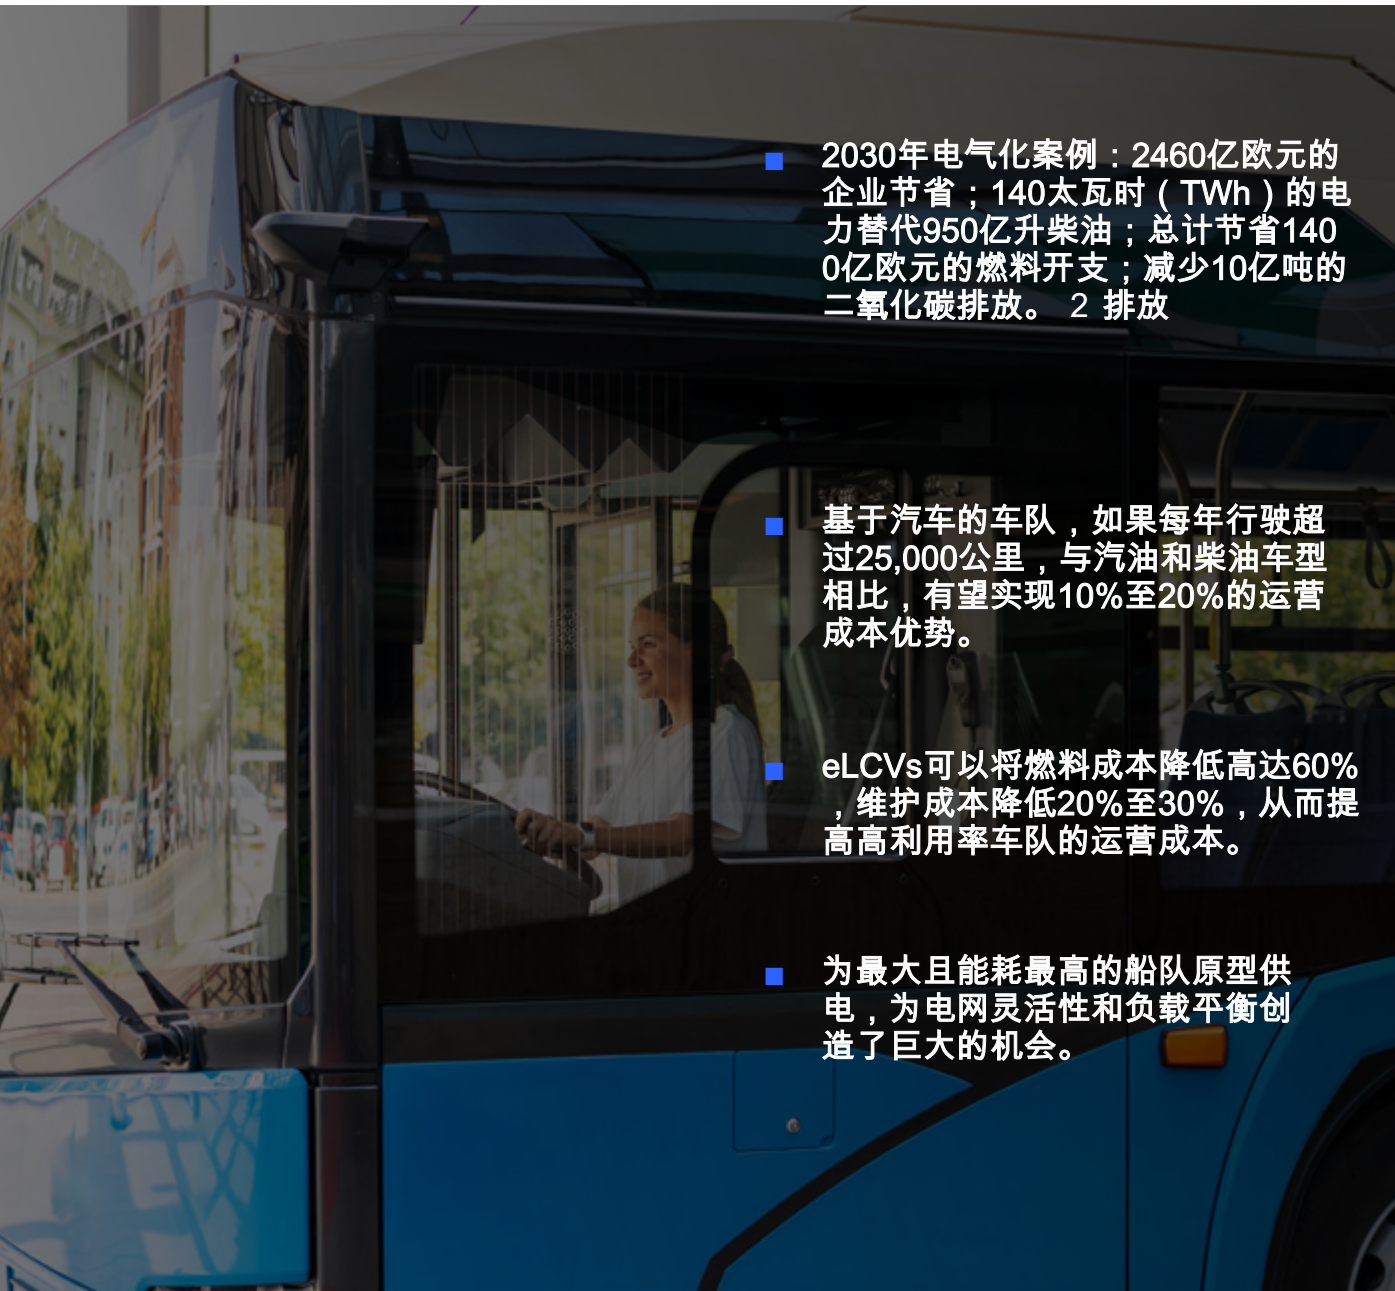 2030年电气化案例：2460亿欧元的
企业节省；140太瓦时（TWh）的电
力替代950亿升柴油；总计节省140
0亿欧元的燃料开支；减少10亿吨的
二氧化碳排放。 2 排放
基于汽车的车队，如果每年行驶超
过25,000公里，与汽油和柴油车型
相比，有望实现10%至20%的运营
成本优势。
eLCVs可以将燃料成本降低高达60%
，维护成本降低20%至30%，从而提
高高利用率车队的运营成本。
为最大且能耗最高的船队原型供
电，为电网灵活性和负载平衡创
造了巨大的机会。